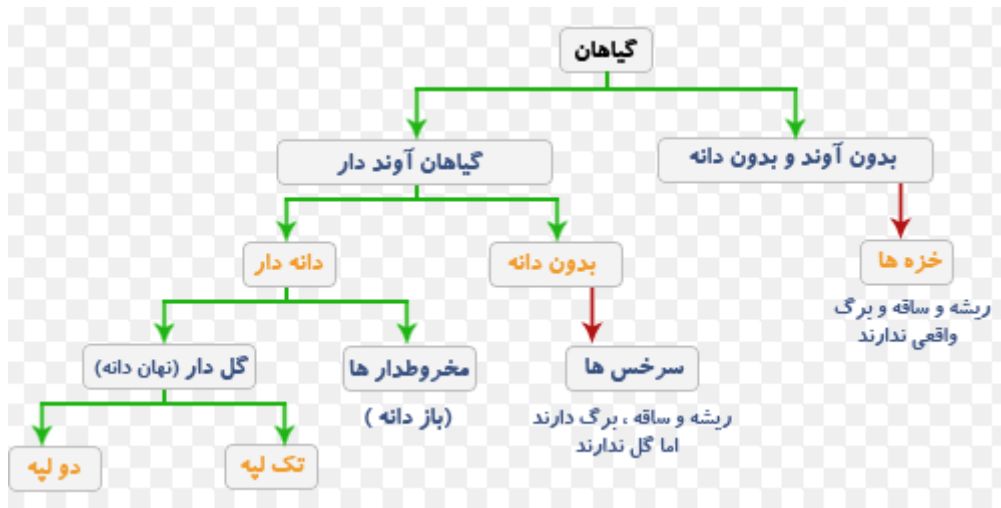 گیاهان
بدون آوند و بدون دانه
گیاهان آوند دار
خزه ها
بدون دانه
دانه دار
ریشه و ساقه و برگ
واقعی ندارند
سرخس ها
مخروطدار ها
گل دار (نهان دانه)
ریشه و ساقه ، برگ دارند
اما گل ندارند
(باز دانه )
تک لپه
دو لپه